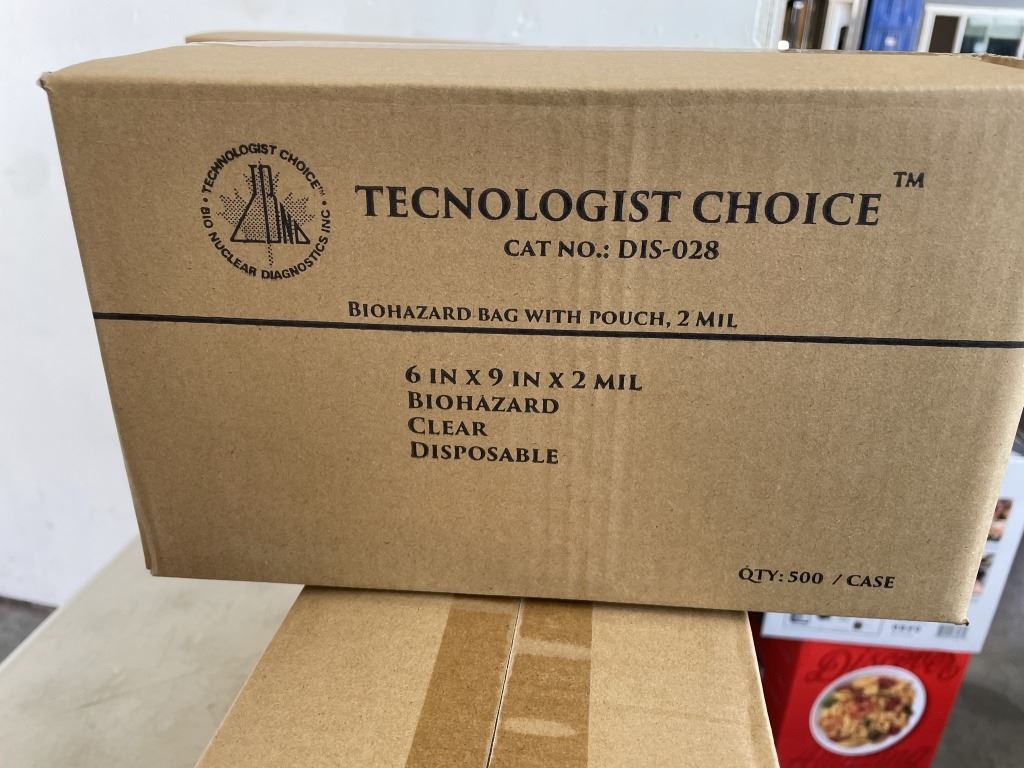 TECHNOLOGIST CHOICE™
• BIO NUCLEAR DIAGNOSTICS INC •
TECNOLOGIST CHOICE™
CAT NO.: DIS-028
BIOHAZARD BAG WITH POUCH, 2 MIL
6 IN X 9 IN X 2 MIL
BIOHAZARD
CLEAR
DISPOSABLE
QTY: 500 / CASE